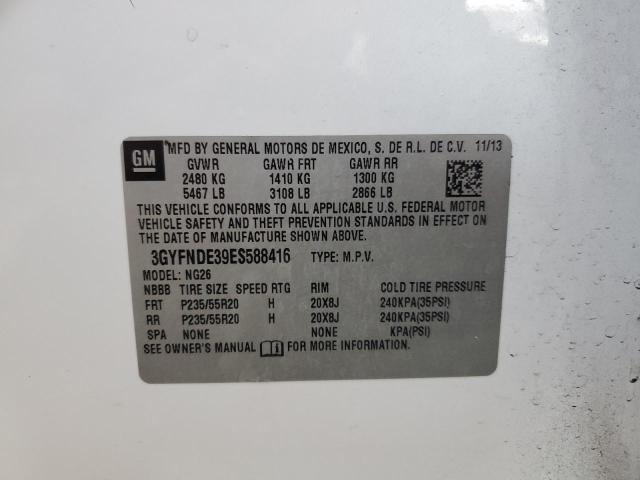 GM
MFD BY GENERAL MOTORS DE MEXICO, S. DE R.L. DE C.V. 11/13
GVWR GAWR FRT GAWR RR
2480 KG 1410 KG 1300 KG
5467 LB 3108 LB 2866 LB
THIS VEHICLE CONFORMS TO ALL APPLICABLE U.S. FEDERAL MOTOR
VEHICLE SAFETY AND THEFT PREVENTION STANDARDS IN EFFECT ON
THE DATE OF MANUFACTURE SHOWN ABOVE.
3GYFNDE39ES588416 TYPE: M.P.V.
MODEL: NG26
NBBB TIRE SIZE SPEED RTG RIM COLD TIRE PRESSURE
FRT P235/55R20 H 20X8J 240KPA(35PSI)
RR P235/55R20 H 20X8J 240KPA(35PSI)
SPA NONE NONE KPA(PSI)
SEE OWNER'S MANUAL FOR MORE INFORMATION.